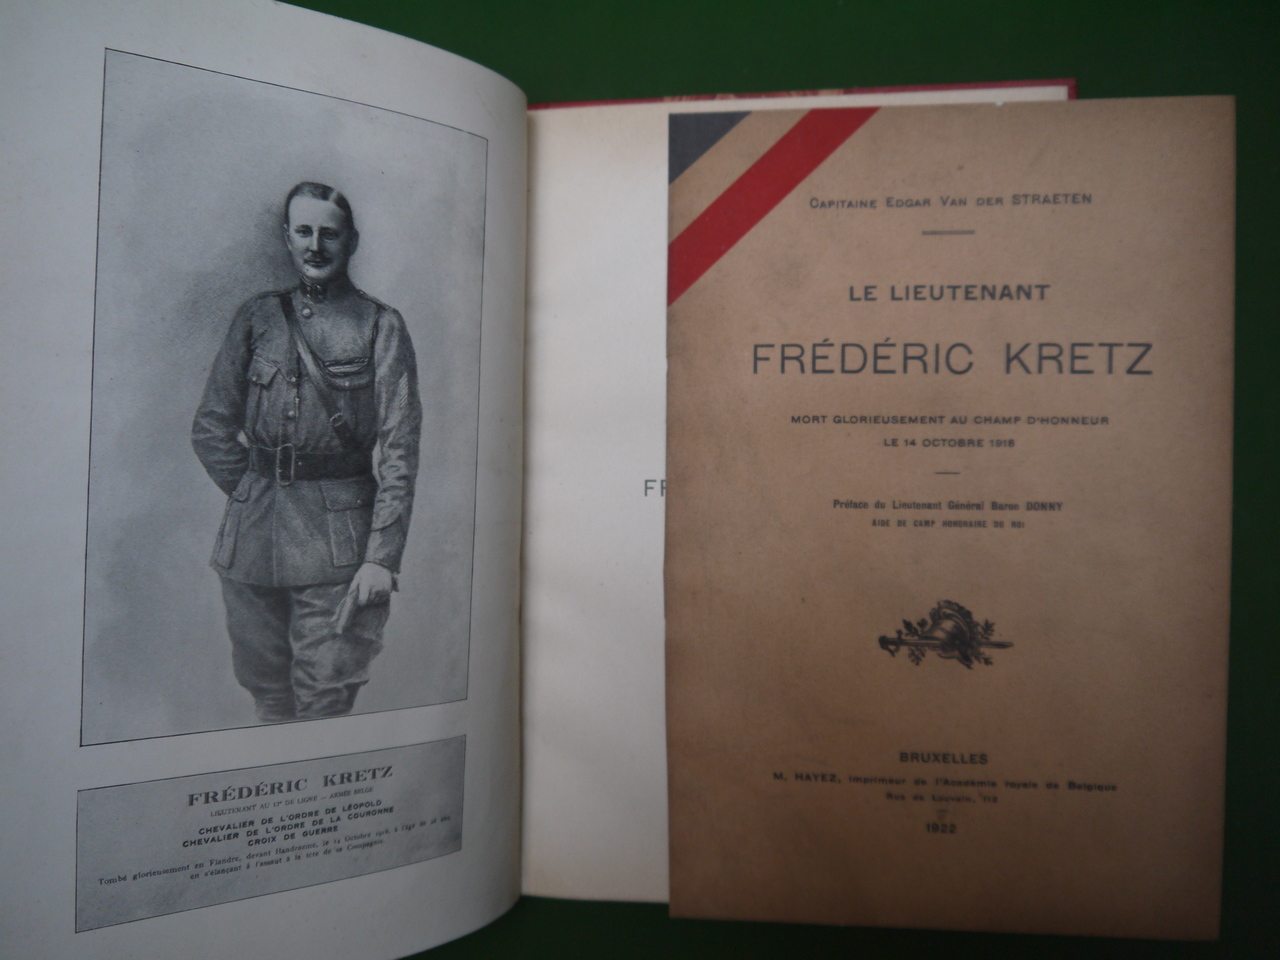 FRÉDÉRIC KRETZ
LIEUTENANT AU 11e DE LIGNE — ARMÉE BELGE
CHEVALIER DE L'ORDRE DE LÉOPOLD
CHEVALIER DE L'ORDRE DE LA COURONNE
CROIX DE GUERRE
Tombé glorieusement en Flandre, devant Handzaeme, le 14 Octobre 1918, à l'âge de 28 ans,
en s'élançant à l'assaut à la tête de sa Compagnie.
FR
CAPITAINE EDGAR VAN DER STRAETEN
LE LIEUTENANT
FRÉDÉRIC KRETZ
MORT GLORIEUSEMENT AU CHAMP D'HONNEUR
LE 14 OCTOBRE 1918
Préface du Lieutenant Général Baron DONNY
AIDE DE CAMP HONORAIRE DU ROI
BRUXELLES
M. HAYEZ, Imprimeur de l'Académie royale de Belgique
Rue de Louvain, 112
1922